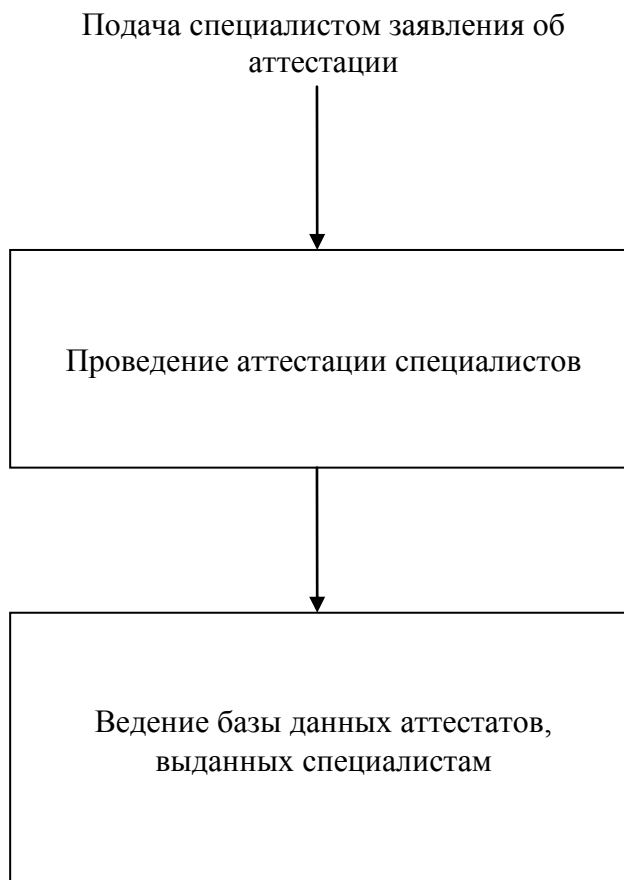 Подача специалистом заявления об
аттестации
Проведение аттестации специалистов
Ведение базы данных аттестатов,
выданных специалистам